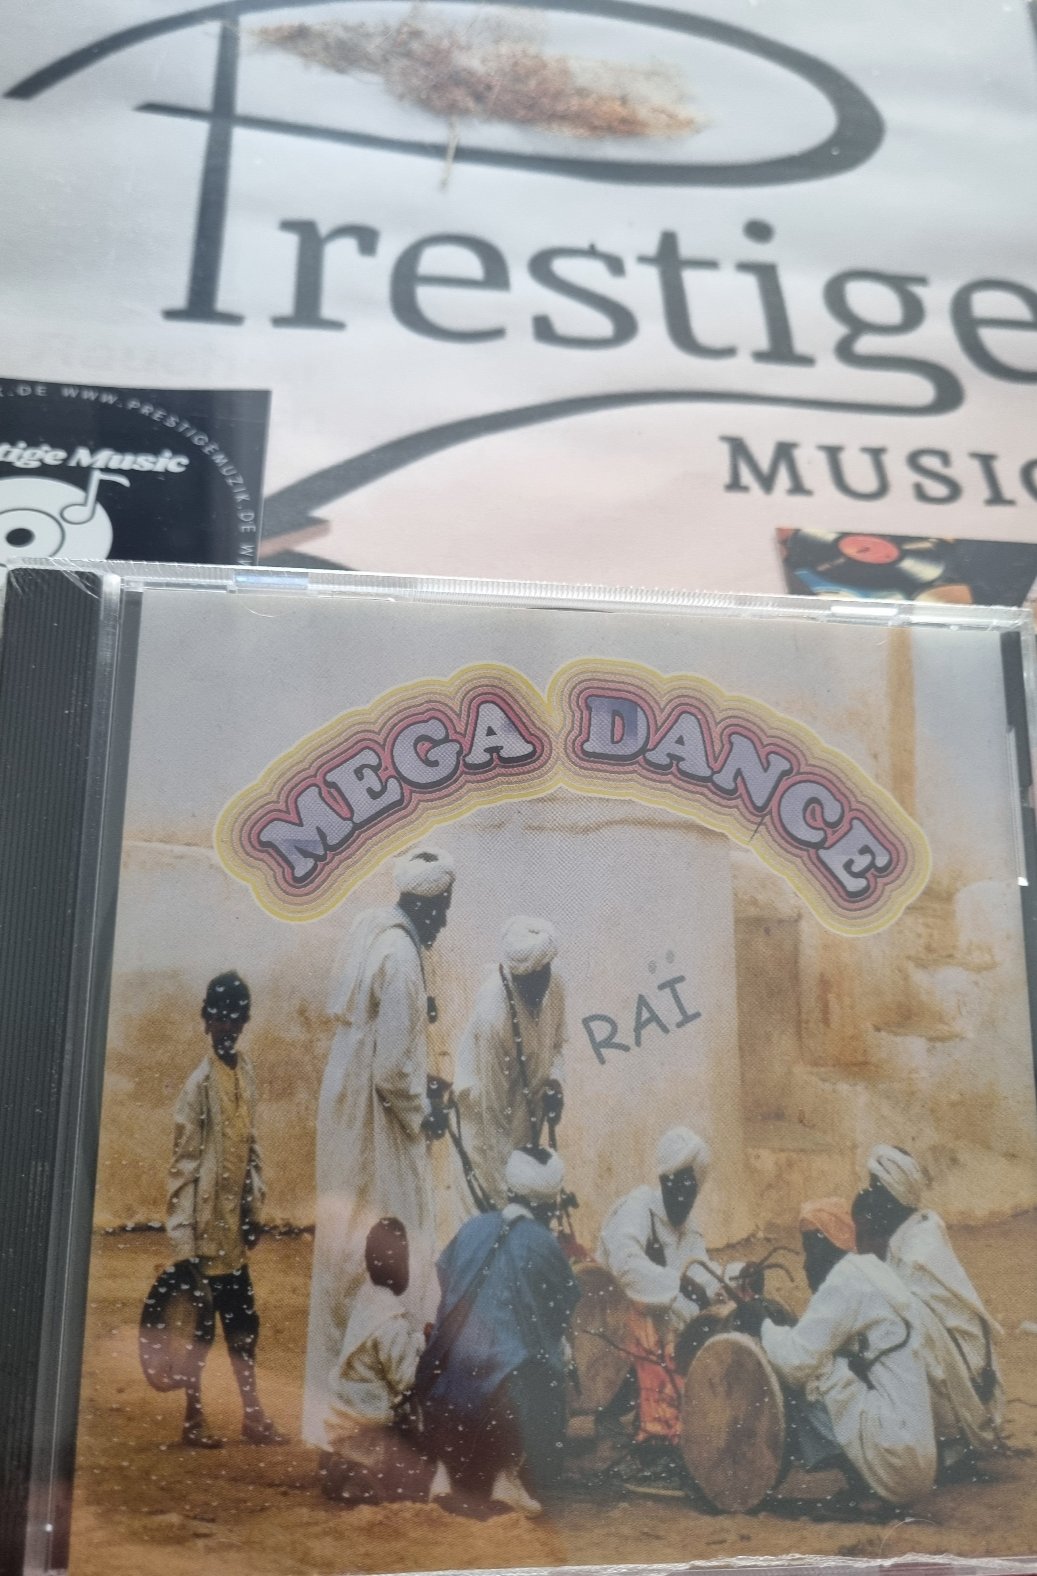 Prestige
MUSIC
.DE WWW.PRESTIGEMUZIK.DE
tige Music
MEGA DANCE
RAÏ